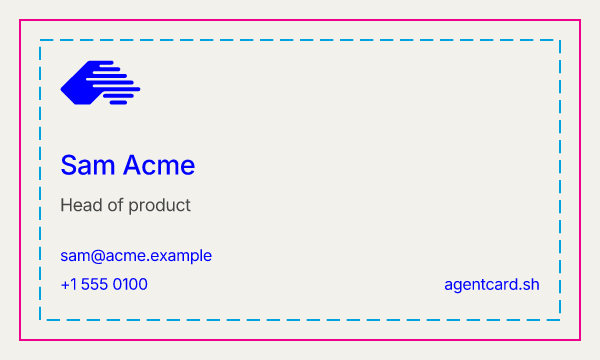 Sam Acme
Head of product
sam@acme.example
+1 555 0100
agentcard.sh